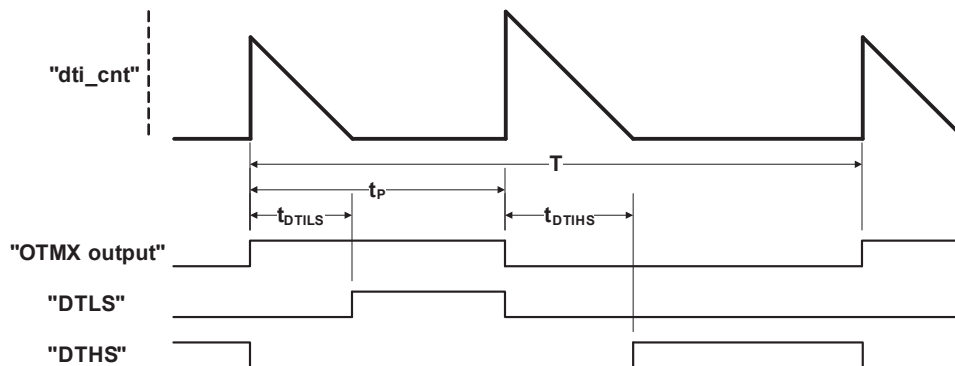 "dti_cnt"
T
tP
tDTILS
tDTIHS
"OTMX output"
"DTLS"
"DTHS"